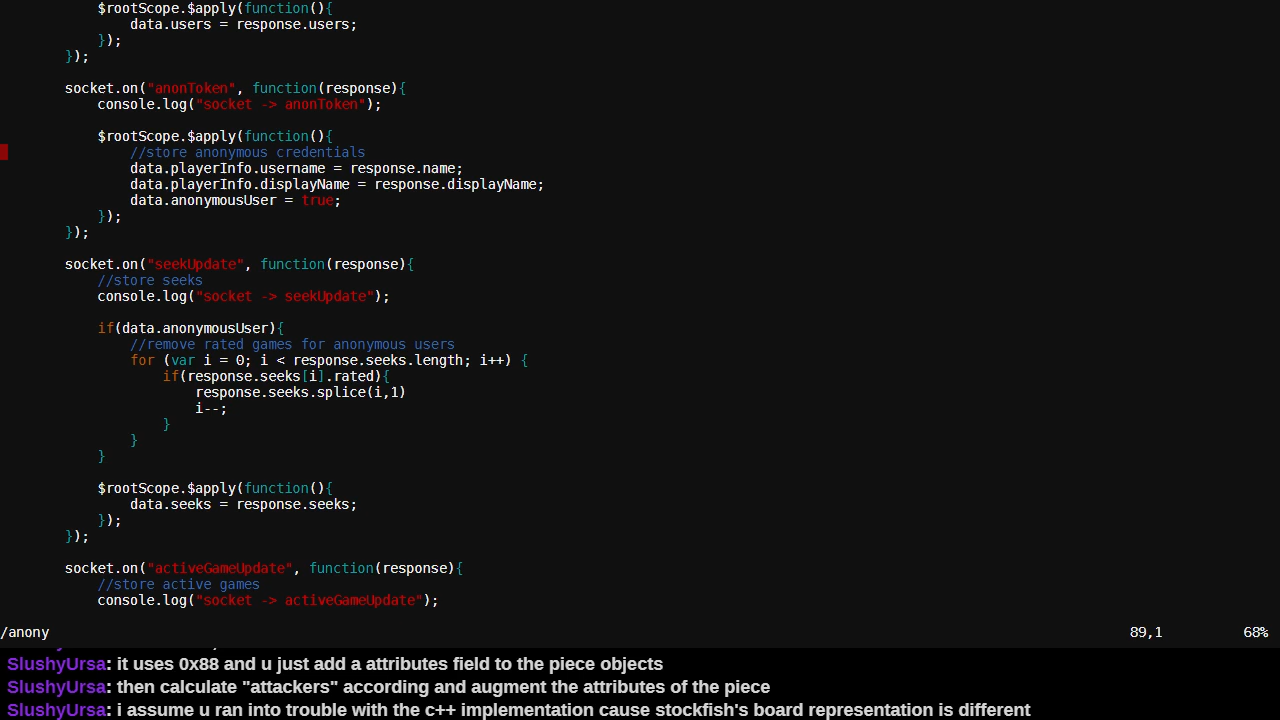 $rootScope.$apply(function(){
data.users = response.users;
});
});
socket.on("anonToken", function(response){
console.log("socket -> anonToken");
$rootScope.$apply(function(){
//store anonymous credentials
data.playerInfo.username = response.name;
data.playerInfo.displayName = response.displayName;
data.anonymousUser = true;
});
});
socket.on("seekUpdate", function(response){
//store seeks
console.log("socket -> seekUpdate");
if(data.anonymousUser){
//remove rated games for anonymous users
for (var i = 0; i < response.seeks.length; i++) {
if(response.seeks[i].rated){
response.seeks.splice(i,1)
i--;
}
}
}
$rootScope.$apply(function(){
data.seeks = response.seeks;
});
});
socket.on("activeGameUpdate", function(response){
//store active games
console.log("socket -> activeGameUpdate");
/anony 89,1 68%
SlushyUrsa: it uses 0x88 and u just add a attributes field to the piece objects
SlushyUrsa: then calculate "attackers" according and augment the attributes of the piece
SlushyUrsa: i assume u ran into trouble with the c++ implementation cause stockfish's board representation is different